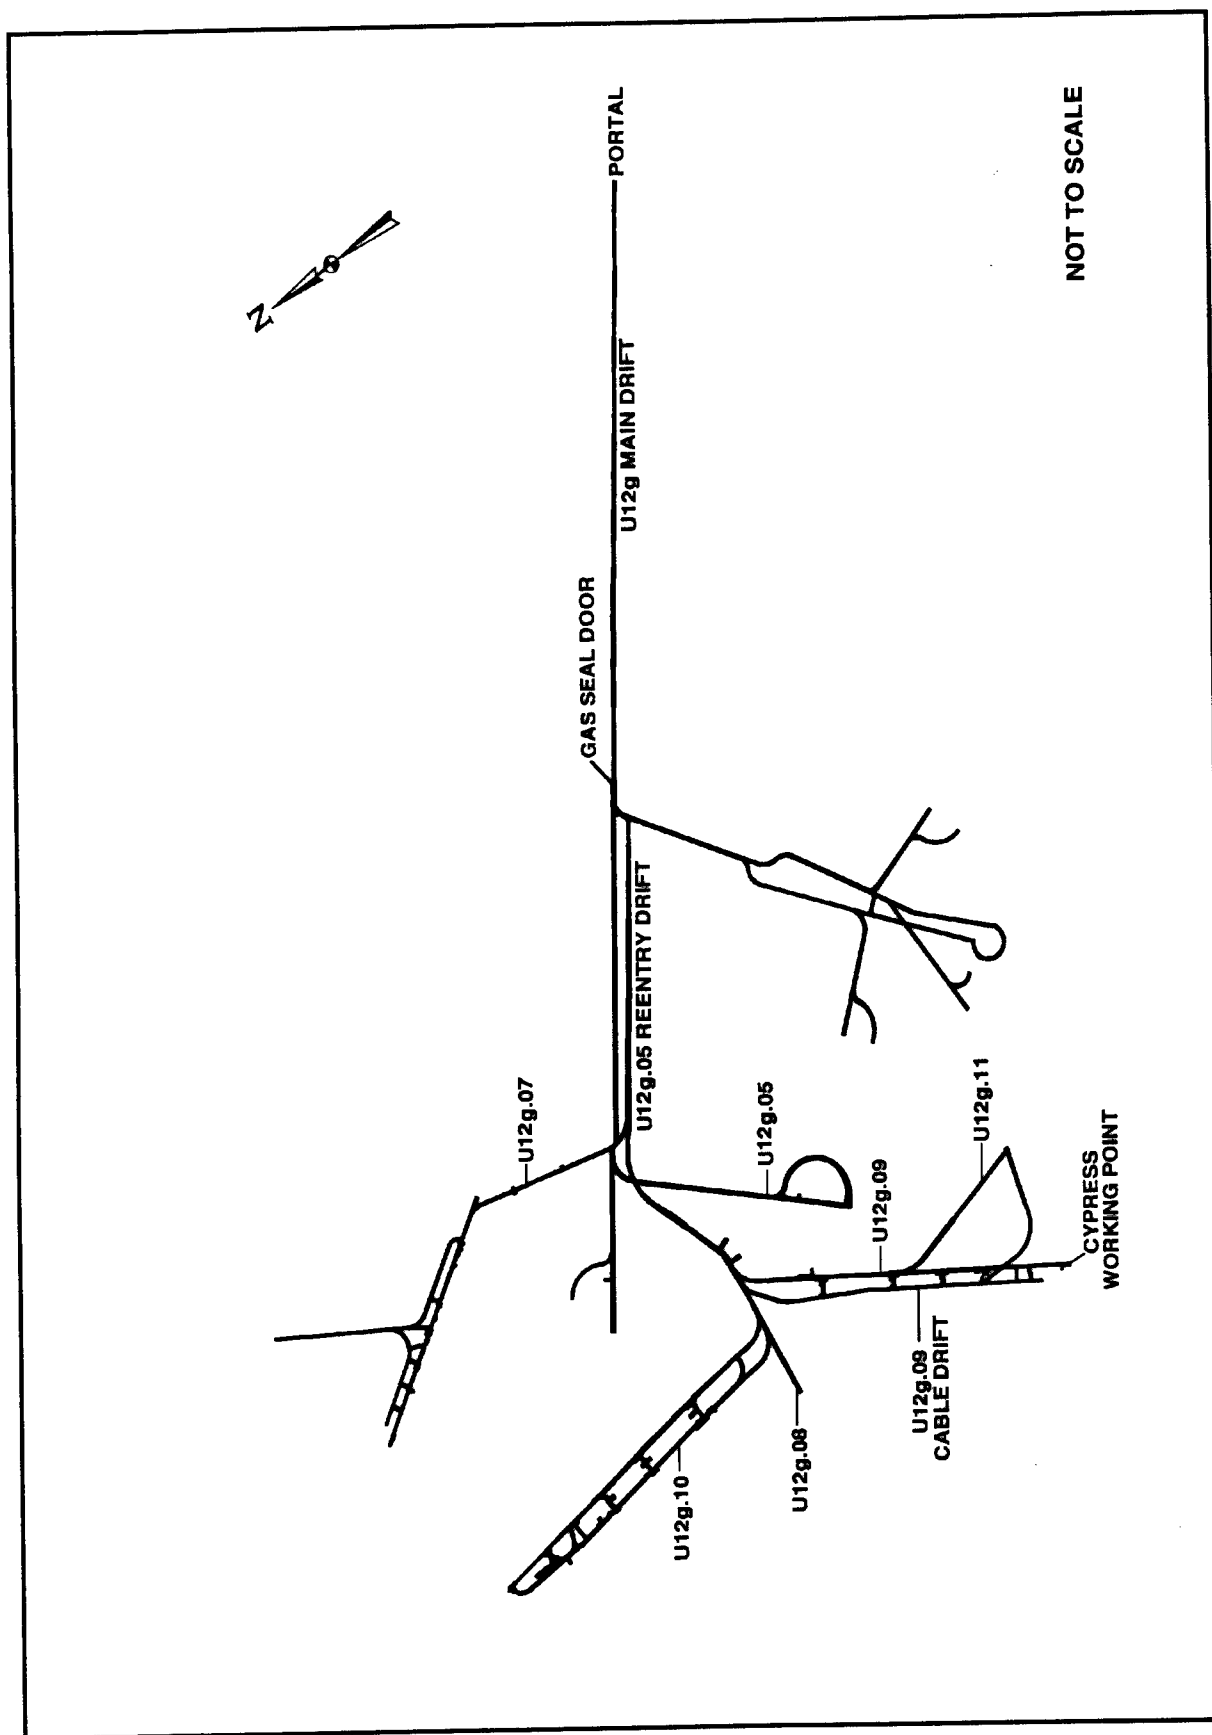 N
PORTAL
U12g MAIN DRIFT
GAS SEAL DOOR
U12g.05 REENTRY DRIFT
U12g.07
U12g.05
U12g.09
U12g.11
CYPRESS
WORKING POINT
U12g.09
CABLE DRIFT
U12g.08
U12g.10
NOT TO SCALE